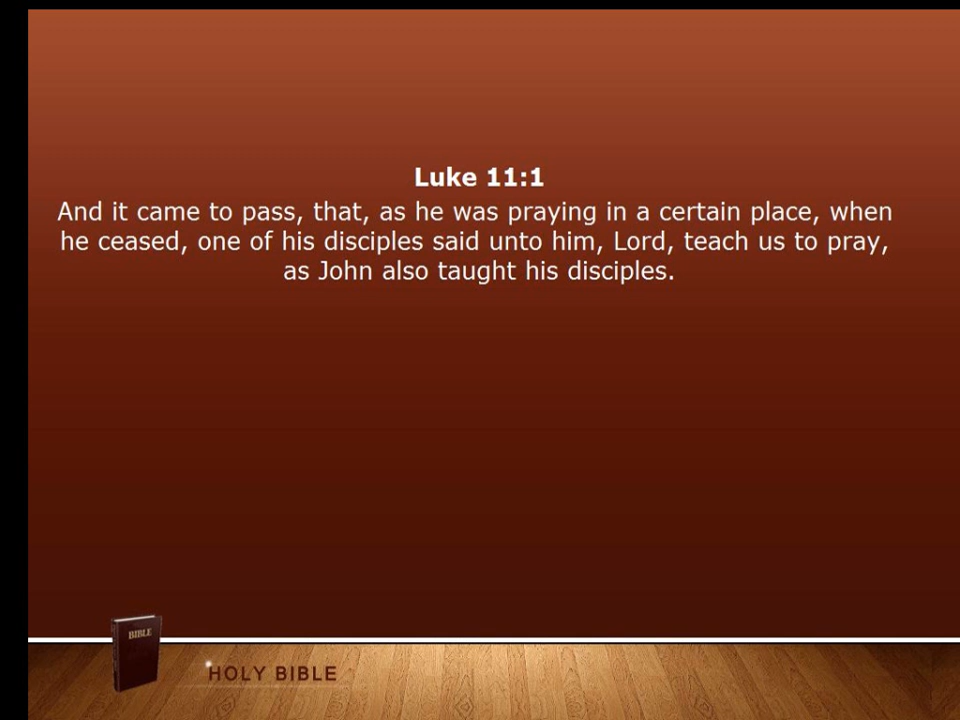 Luke 11:1
And it came to pass, that, as he was praying in a certain place, when
he ceased, one of his disciples said unto him, Lord, teach us to pray,
as John also taught his disciples.
BIBLE
HOLY BIBLE